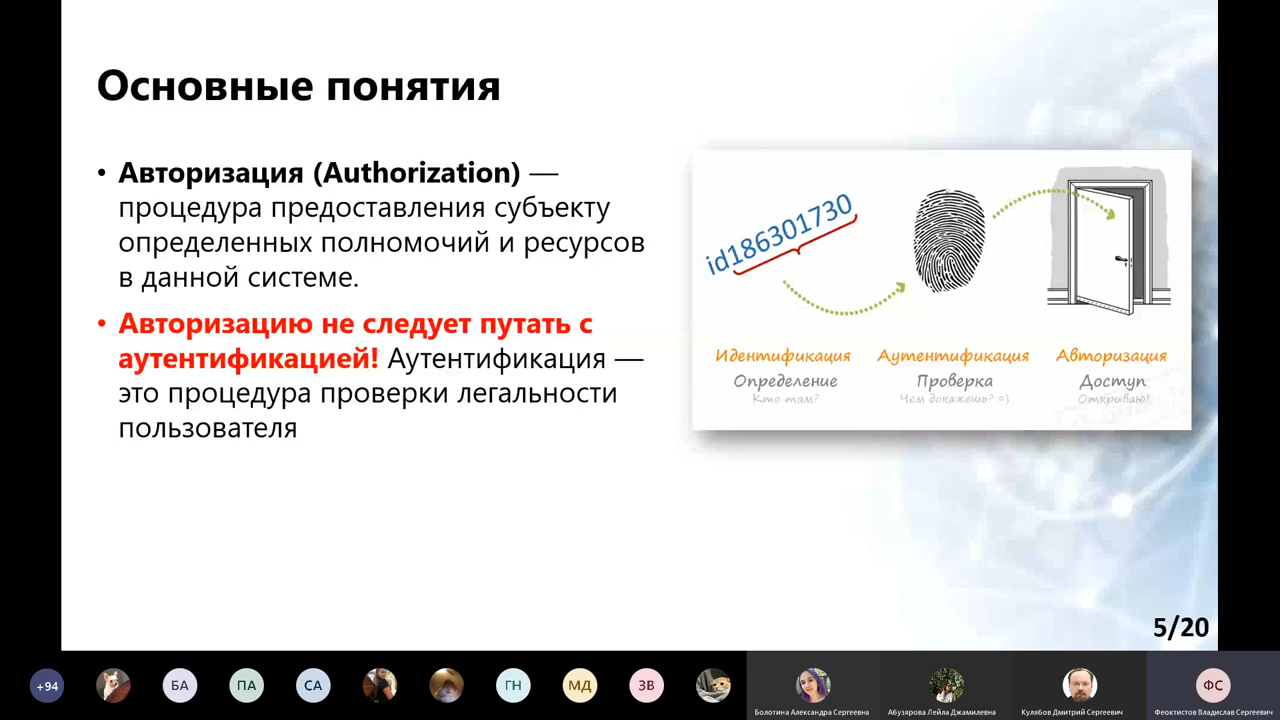 Основные понятия
• Авторизация (Authorization) —
процедура предоставления субъекту
определенных полномочий и ресурсов
в данной системе.
• Авторизацию не следует путать с
аутентификацией! Аутентификация —
это процедура проверки легальности
пользователя
id186301730
Идентификация
Определение
Кто там?
Аутентификация
Проверка
Чем докажешь? =)
Авторизация
Доступ
Открываю!
5/20
+94
БА
ПА
СА
ГН
МД
ЗВ
ФС
Болотина Александра Сергеевна
Абузярова Лейла Джамилевна
Кулябов Дмитрий Сергеевич
Феоктистов Владислав Сергеевич